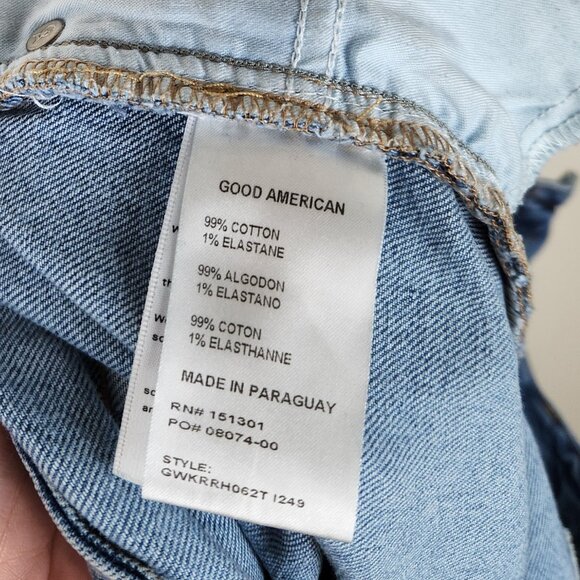 GOOD AMERICAN
99% COTTON
1% ELASTANE
99% ALGODON
1% ELASTANO
99% COTON
1% ELASTHANNE
MADE IN PARAGUAY
RN# 151301
PO# 08074-00
STYLE:
GWKRRH062T I249